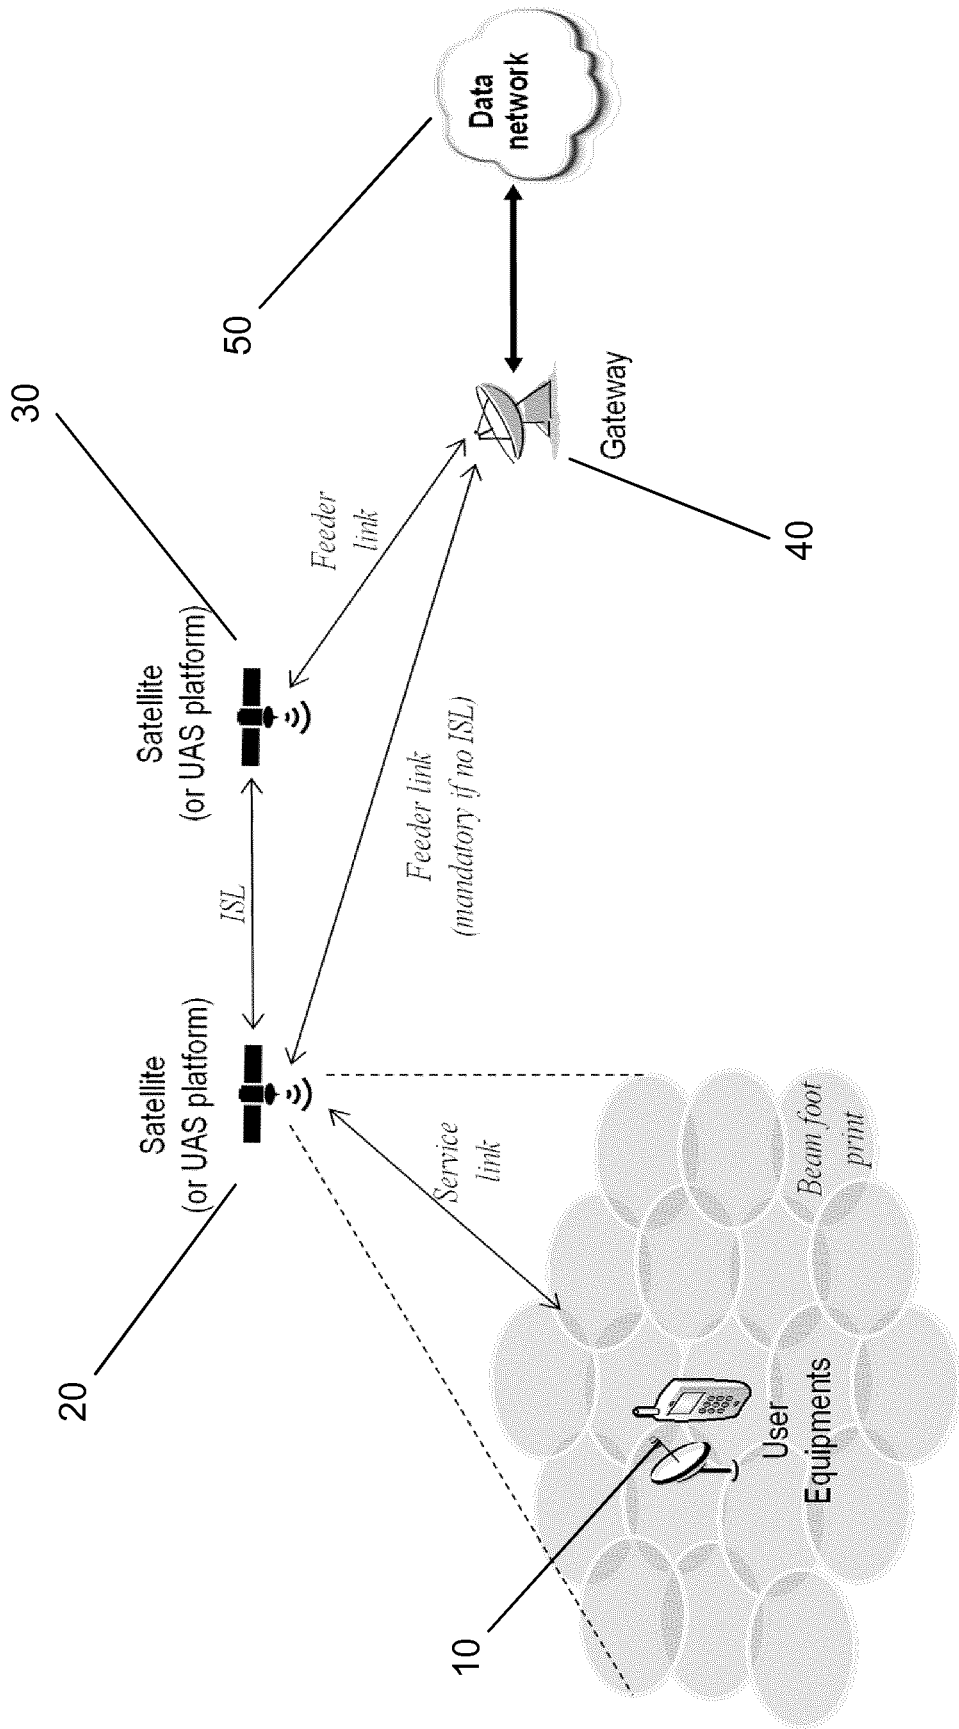 20
Satellite
(or UAS platform)
ISL
Satellite
(or UAS platform)
30
50
Data
network
Feeder
link
Feeder link
(mandatory if no ISL)
Service
link
Gateway
40
10
User
Equipments
Beam foot
print